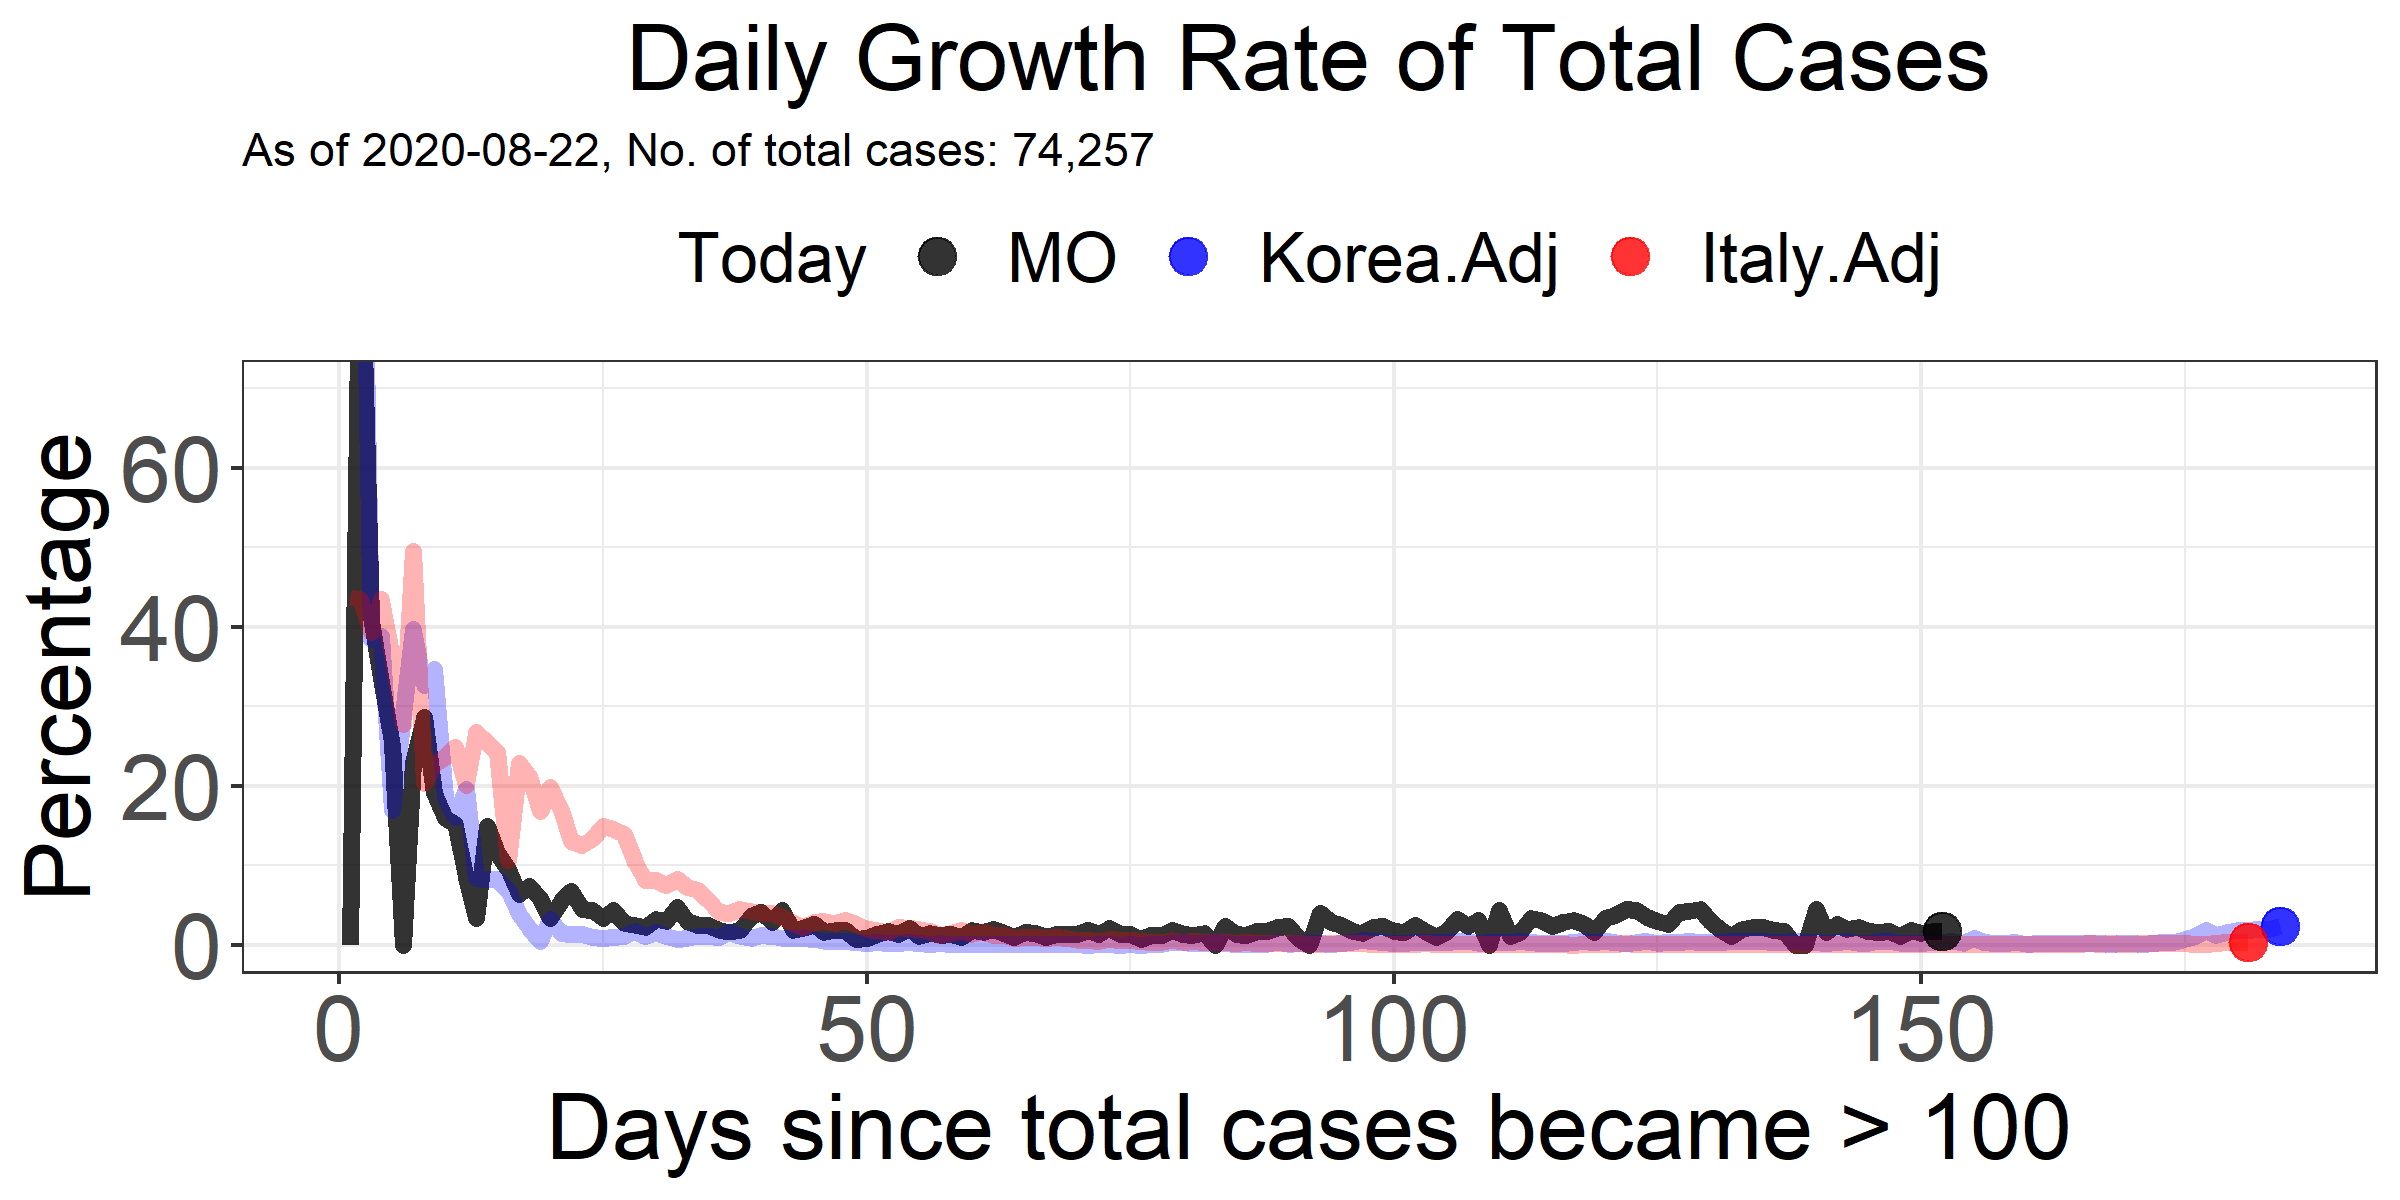 Daily Growth Rate of Total Cases
As of 2020-08-22, No. of total cases: 74,257
Today MO Korea.Adj Italy.Adj
Percentage
60
40
20
0
0 50 100 150
Days since total cases became > 100